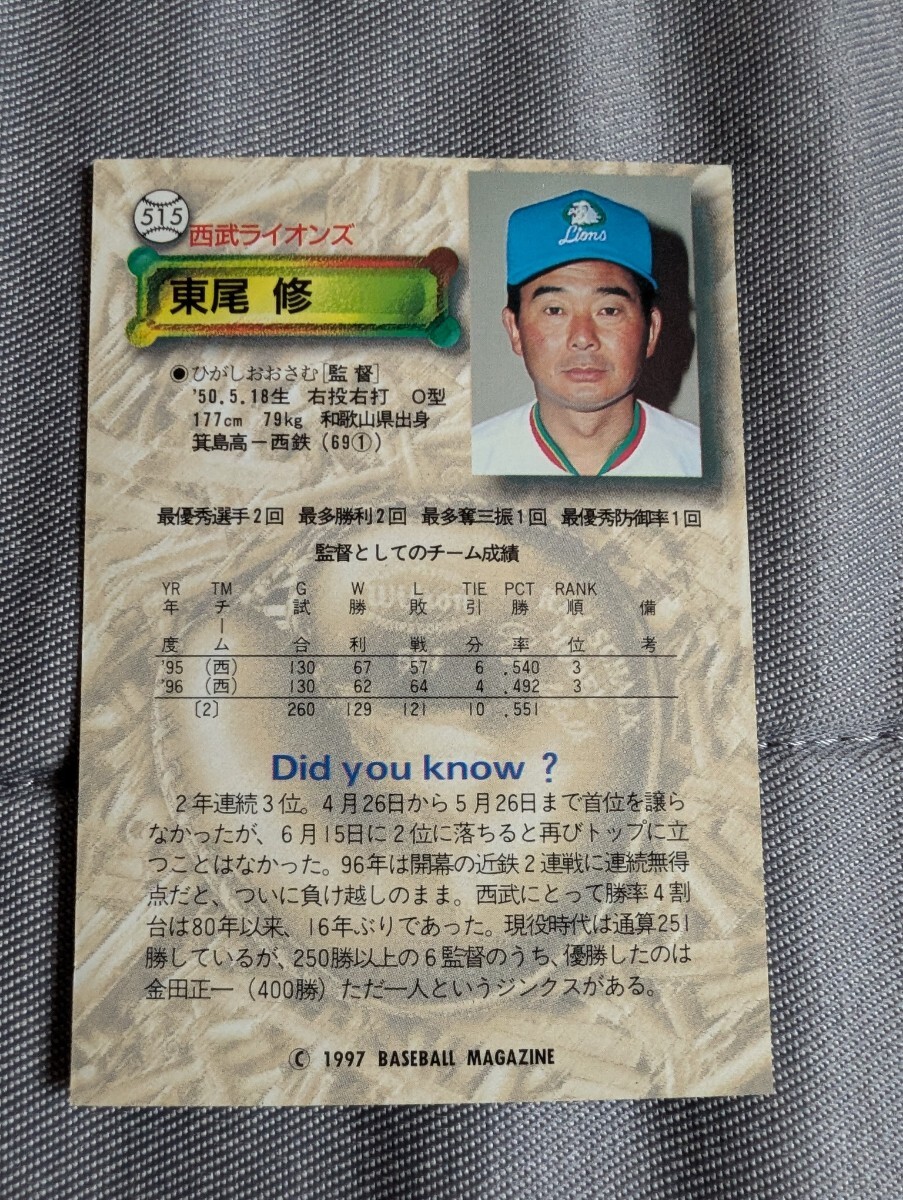 515
西武ライオンズ
Lions
東尾 修
◉ひがしおおさむ[監 督]
'50.5.18生 右投右打 O型
177cm 79kg 和歌山県出身
箕島高ー西鉄(69①)
最優秀選手2回 最多勝利2回 最多奪三振1回 最優秀防御率1回
監督としてのチーム成績
YR TM G W L TIE PCT RANK
年度 チーム 試合 勝利 敗戦 引分 勝率 順位 備考
'95 (西) 130 67 57 6 .540 3
'96 (西) 130 62 64 4 .492 3
〔2〕 260 129 121 10 .551
Did you know ?
2年連続3位。4月26日から5月26日まで首位を譲ら
なかったが、6月15日に2位に落ちると再びトップに立
つことはなかった。96年は開幕の近鉄2連戦に連続無得
点だと、ついに負け越しのまま。西武にとって勝率4割
台は80年以来、16年ぶりであった。現役時代は通算251
勝しているが、250勝以上の6監督のうち、優勝したのは
金田正一(400勝)ただ一人というジンクスがある。
© 1997 BASEBALL MAGAZINE